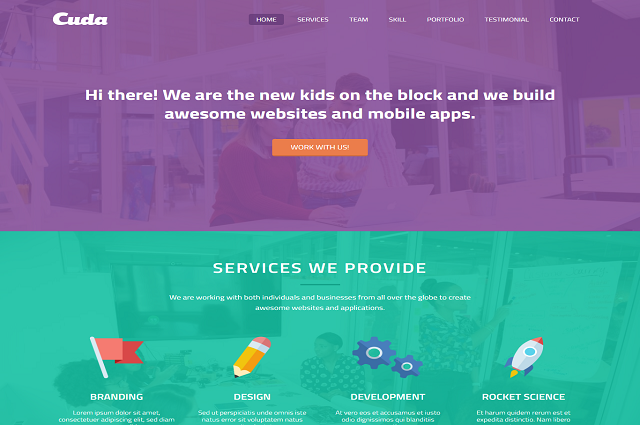 Cuda
HOME SERVICES TEAM SKILL PORTFOLIO TESTIMONIAL CONTACT
Hi there! We are the new kids on the block and we build
awesome websites and mobile apps.
WORK WITH US!
SERVICES WE PROVIDE
We are working with both individuals and businesses from all over the globe to create
awesome websites and applications.
BRANDING
Lorem ipsum dolor sit amet,
consectetuer adipiscing elit, sed diam
DESIGN
Sed ut perspiciatis unde omnis iste
natus error sit voluptatem natus
DEVELOPMENT
At vero eos et accusamus et iusto
odio dignissimos qui blanditiis
ROCKET SCIENCE
Et harum quidem rerum est et
expedita distinctio. Nam libero